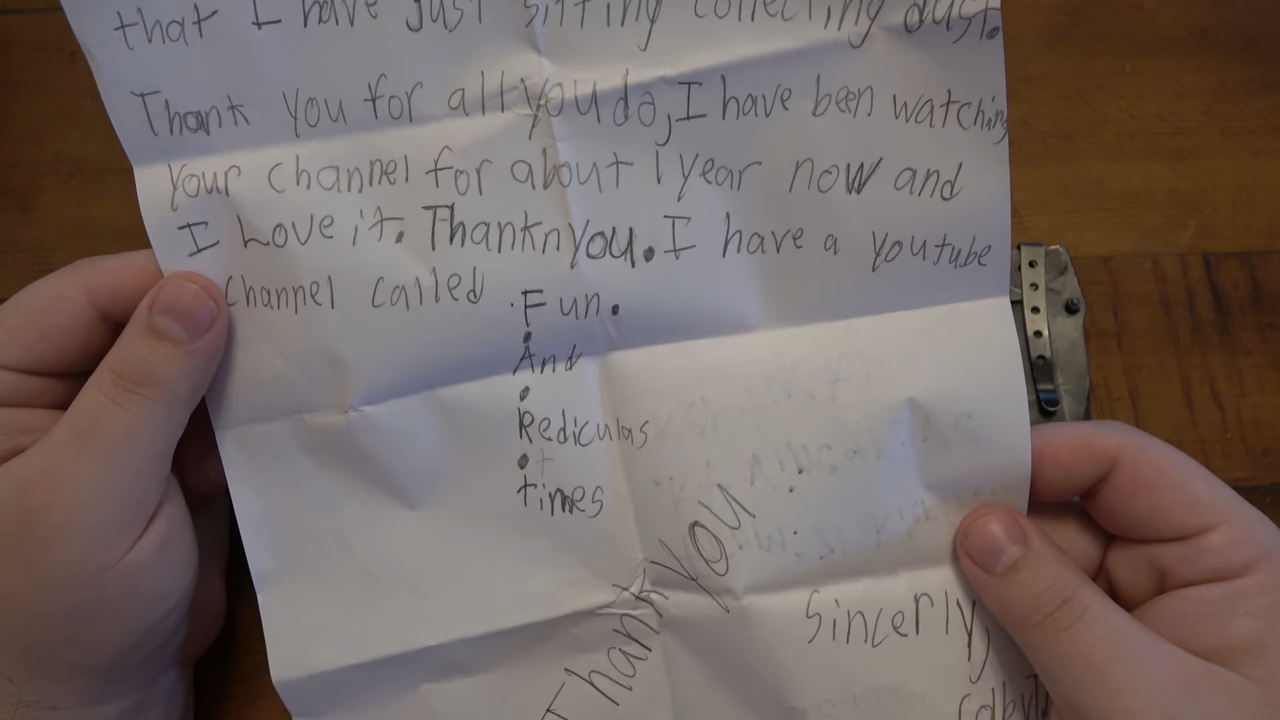 that I have just sitting collecting dust.
Thank you for all you do, I have been watching
your channel for about 1 year now and
I Love it. Thanknyou. I have a youtube
channel called Fun.
And
Rediculas
times
Thank You
Sincerly,